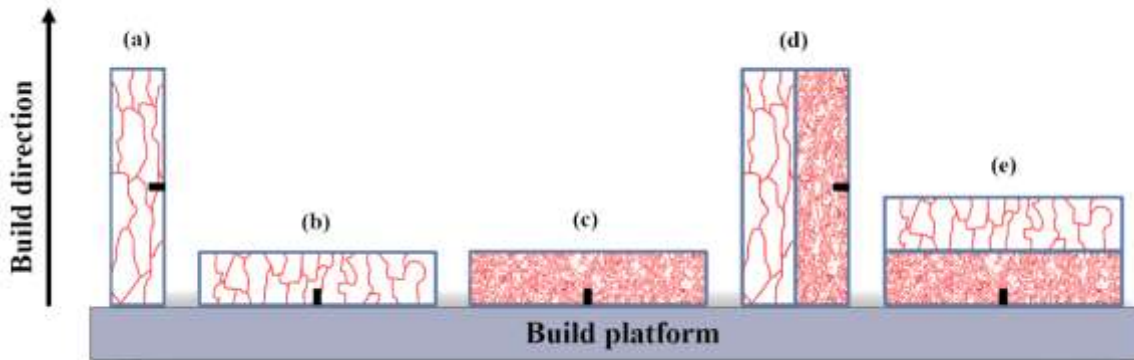 Build direction
(a)
(b)
(c)
(d)
(e)
Build platform